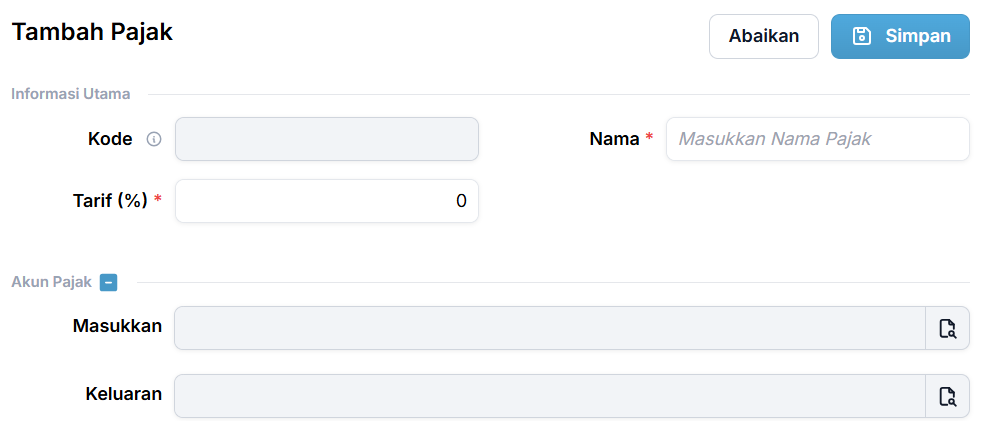 Tambah Pajak
Abaikan
Simpan
Informasi Utama
Kode
Nama *
Masukkan Nama Pajak
Tarif (%) *
0
Akun Pajak
Masukkan
Keluaran